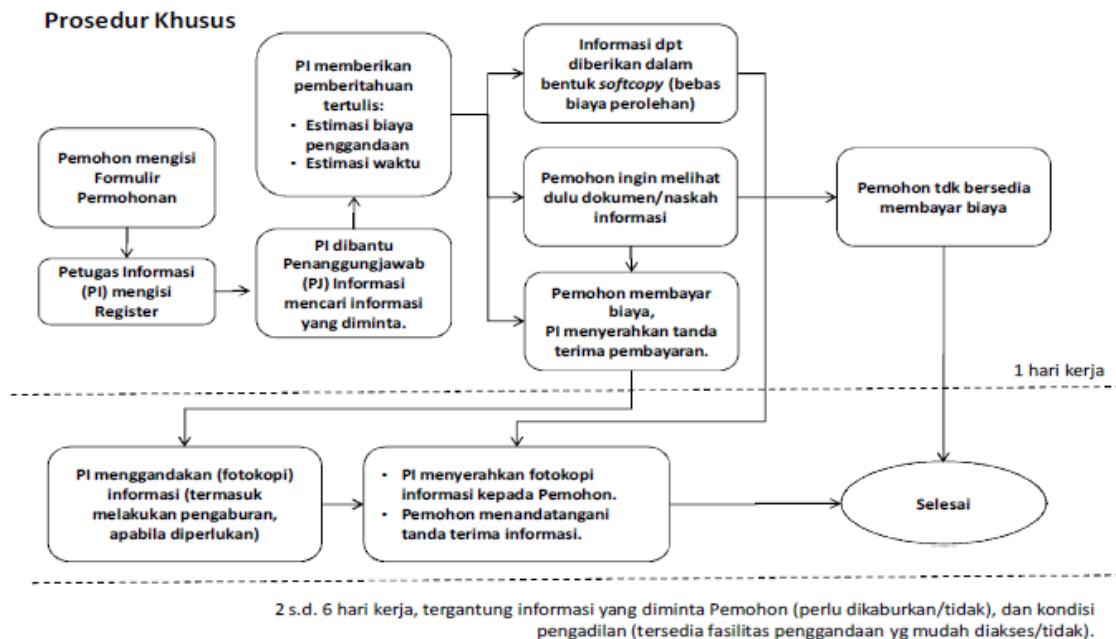 Prosedur Khusus
Pemohon mengisi
Formulir
Permohonan
Petugas Informasi
(PI) mengisi
Register
PI dibantu
Penanggungjawab
(PJ) Informasi
mencari informasi
yang diminta.
PI memberikan
pemberitahuan
tertulis:
• Estimasi biaya
penggandaan
• Estimasi waktu
Informasi dpt
diberikan dalam
bentuk softcopy (bebas
biaya perolehan)
Pemohon ingin melihat
dulu dokumen/naskah
informasi
Pemohon membayar
biaya,
PI menyerahkan tanda
terima pembayaran.
Pemohon tdk bersedia
membayar biaya
1 hari kerja
PI menggandakan (fotokopi)
informasi (termasuk
melakukan pengaburan,
apabila diperlukan)
• PI menyerahkan fotokopi
informasi kepada Pemohon.
• Pemohon menandatangani
tanda terima informasi.
Selesai
2 s.d. 6 hari kerja, tergantung informasi yang diminta Pemohon (perlu dikaburkan/tidak), dan kondisi
pengadilan (tersedia fasilitas penggandaan yg mudah diakses/tidak).